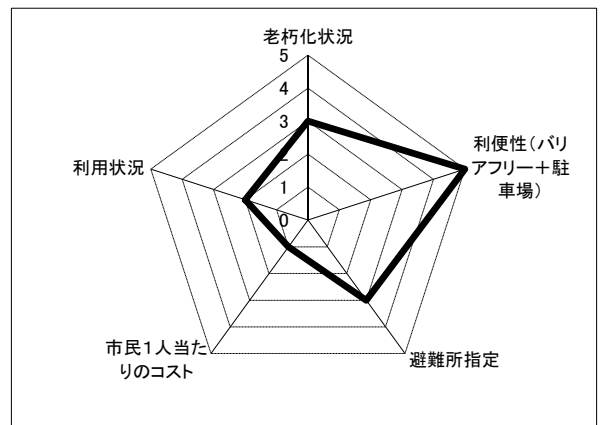 老朽化状況
5
4
3
2
1
0
利便性(バリ
アフリー＋駐
車場)
避難所指定
市民１人当た
りのコスト
利用状況